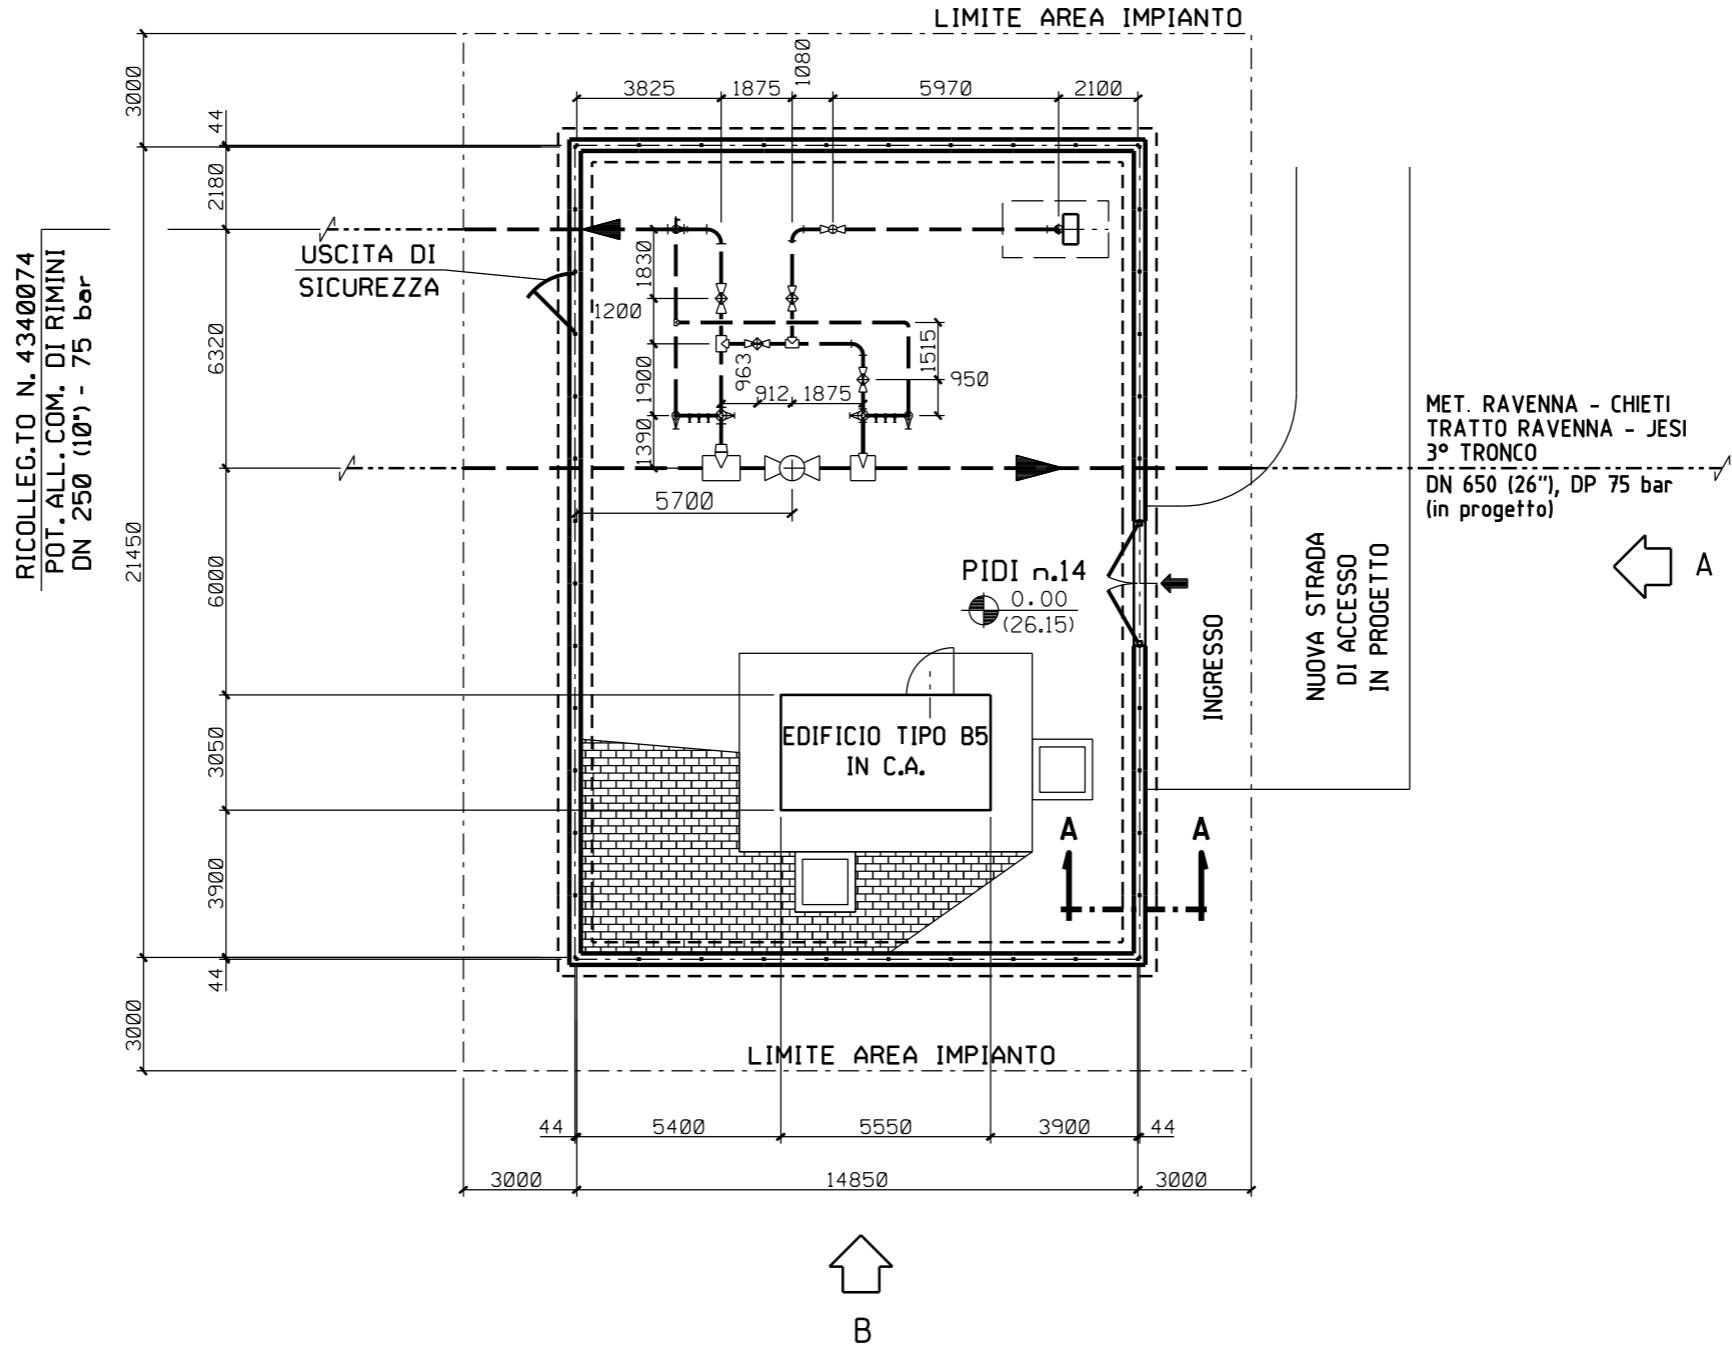 LIMITE AREA IMPIANTO
3000
44
3825
1875
1080
5970
2100
2180
RICOLLEG.TO N. 4340074
POT. ALL. COM. DI RIMINI
DN 250 (10") - 75 bar
USCITA DI
SICUREZZA
1830
1200
6320
1900
963
912
1875
1515
950
1390
MET. RAVENNA - CHIETI
TRATTO RAVENNA - JESI
3° TRONCO
DN 650 (26"), DP 75 bar
(in progetto)
5700
21450
6000
PIDI n.14
0.00
(26.15)
INGRESSO
NUOVA STRADA
DI ACCESSO
IN PROGETTO
A
3050
EDIFICIO TIPO B5
IN C.A.
A
A
3900
44
3000
LIMITE AREA IMPIANTO
44
5400
5550
3900
44
3000
14850
3000
B